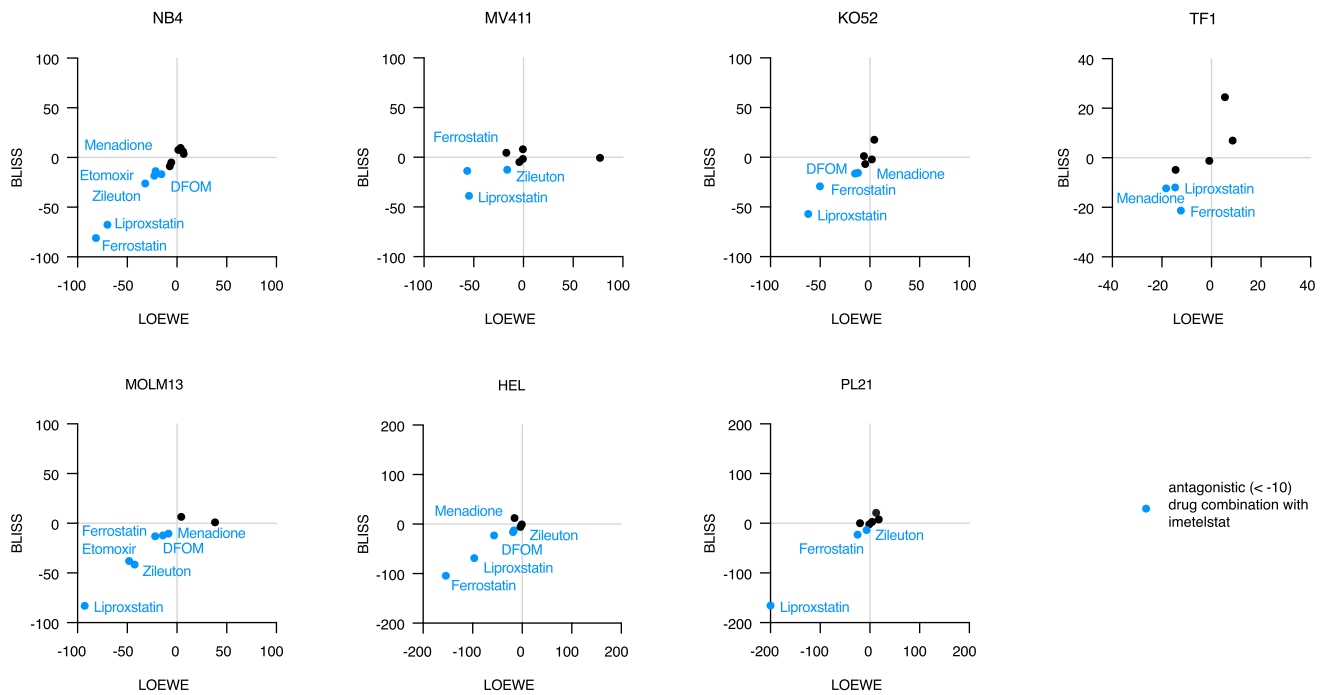 NB4
100
50
0
-50
-100
BLISS
Menadione
Etomoxir
Zileuton
DFOM
Liproxstatin
Ferrostatin
-100
-50
0
50
100
LOEWE
MV411
100
50
0
-50
-100
BLISS
Ferrostatin
Zileuton
Liproxstatin
-100
-50
0
50
100
LOEWE
KO52
100
50
0
-50
-100
BLISS
DFOM
Menadione
Ferrostatin
Liproxstatin
-100
-50
0
50
100
LOEWE
TF1
40
20
0
-20
-40
BLISS
Menadione
Liproxstatin
Ferrostatin
-40
-20
0
20
40
LOEWE
MOLM13
100
50
0
-50
-100
BLISS
Ferrostatin
Menadione
Etomoxir
DFOM
Zileuton
Liproxstatin
-100
-50
0
50
100
LOEWE
HEL
200
100
0
-100
-200
BLISS
Menadione
Zileuton
DFOM
Liproxstatin
Ferrostatin
-200
-100
0
100
200
LOEWE
PL21
200
100
0
-100
-200
BLISS
Zileuton
Ferrostatin
Liproxstatin
-200
-100
0
100
200
LOEWE
antagonistic (< -10)
drug combination with
imetelstat